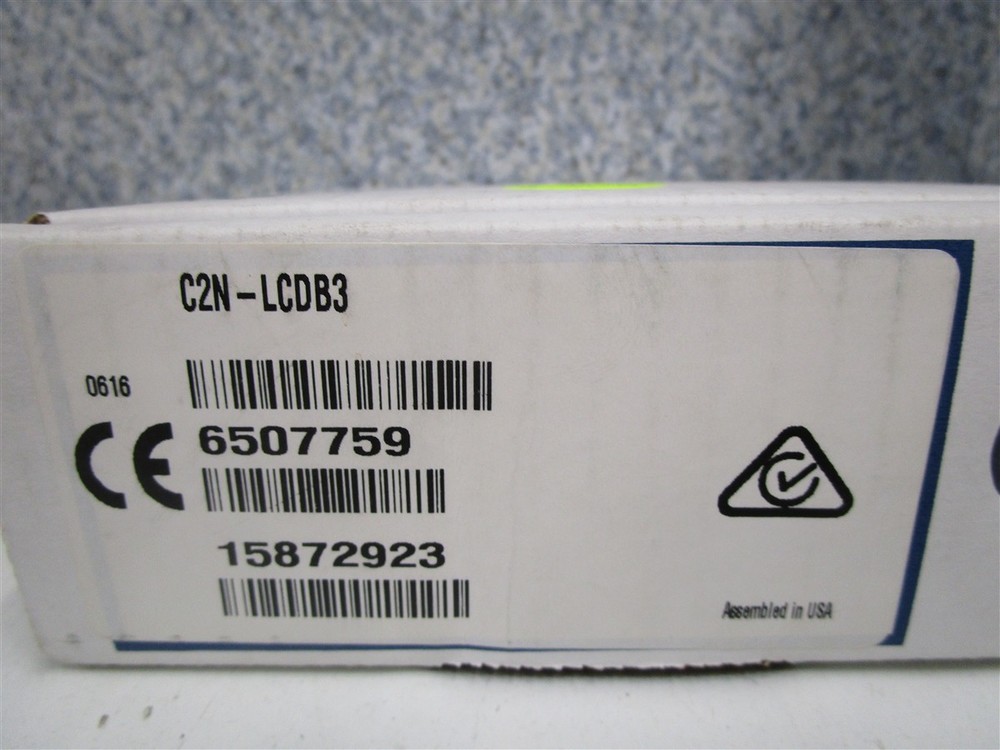 C2N-LCDB3
0616
CE
6507759
15872923
Assembled in USA